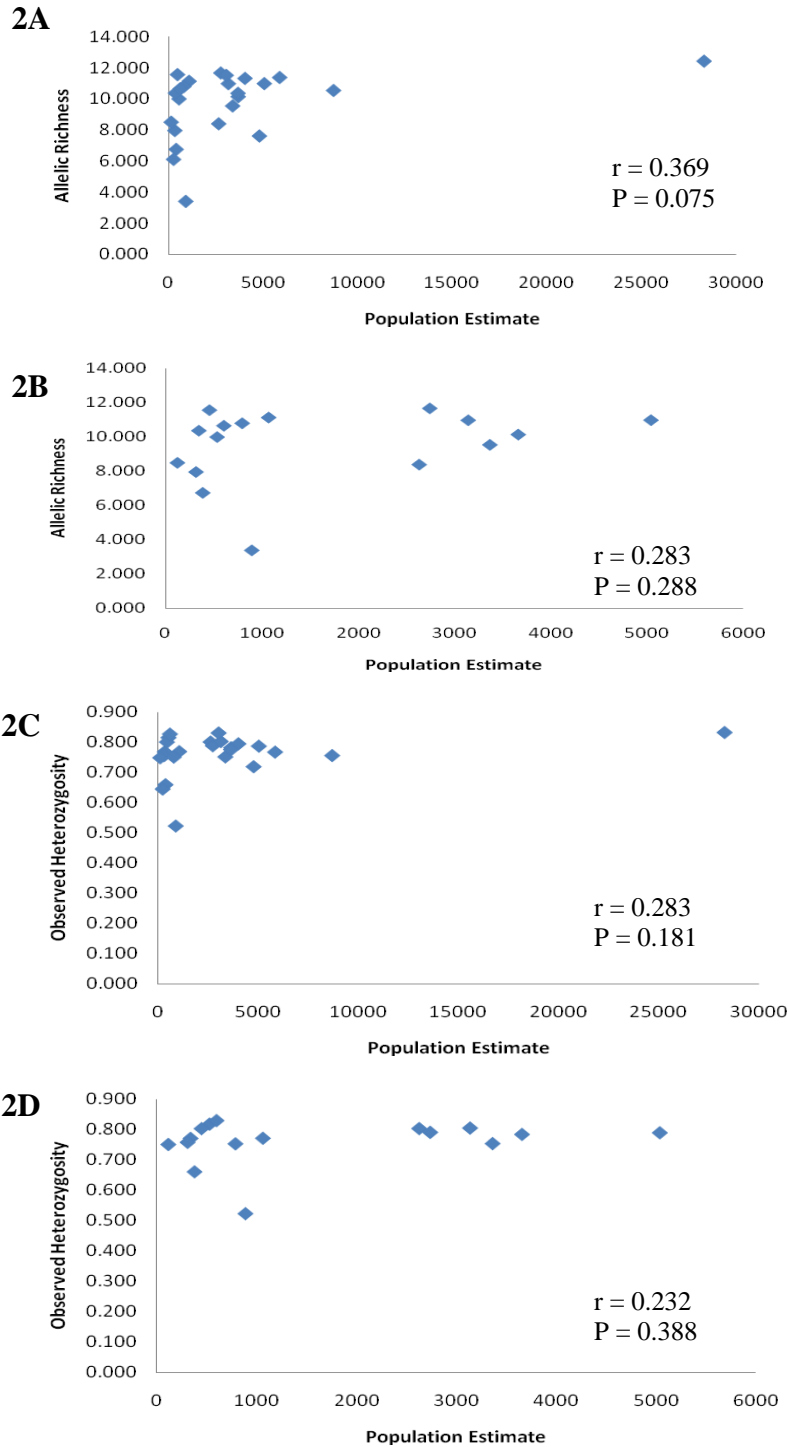 2A
14.000
12.000
10.000
8.000
6.000
4.000
2.000
0.000
Allelic Richness
r = 0.369
P = 0.075
0 5000 10000 15000 20000 25000 30000
Population Estimate
2B
14.000
12.000
10.000
8.000
6.000
4.000
2.000
0.000
Allelic Richness
r = 0.283
P = 0.288
0 1000 2000 3000 4000 5000 6000
Population Estimate
2C
0.900
0.800
0.700
0.600
0.500
0.400
0.300
0.200
0.100
0.000
Observed Heterozygosity
r = 0.283
P = 0.181
0 5000 10000 15000 20000 25000 30000
Population Estimate
2D
0.900
0.800
0.700
0.600
0.500
0.400
0.300
0.200
0.100
0.000
Observed Heterozygosity
r = 0.232
P = 0.388
0 1000 2000 3000 4000 5000 6000
Population Estimate